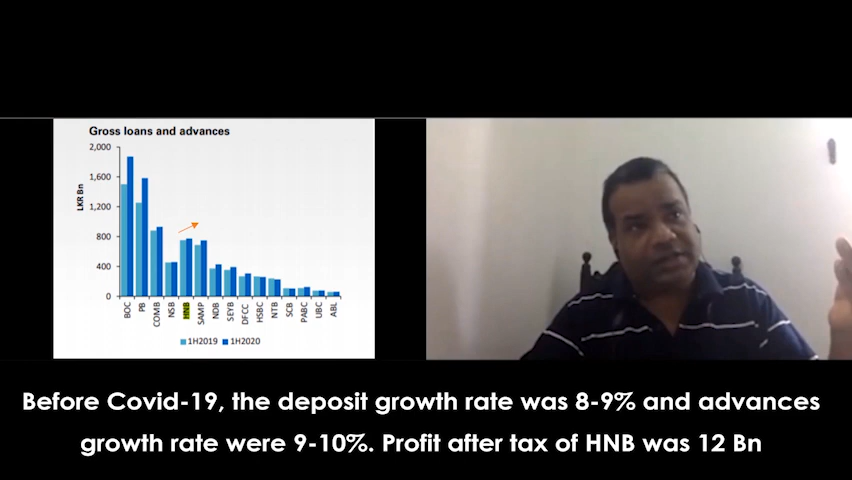 Gross loans and advances
2,000
1,600
1,200
800
400
0
LKR Bn
BOC
PB
COMB
NSB
HNB
SAMP
NDB
SEYB
DFCC
HSBC
NTB
SCB
PABC
UBC
ABL
1H2019 1H2020
Before Covid-19, the deposit growth rate was 8-9% and advances
growth rate were 9-10%. Profit after tax of HNB was 12 Bn